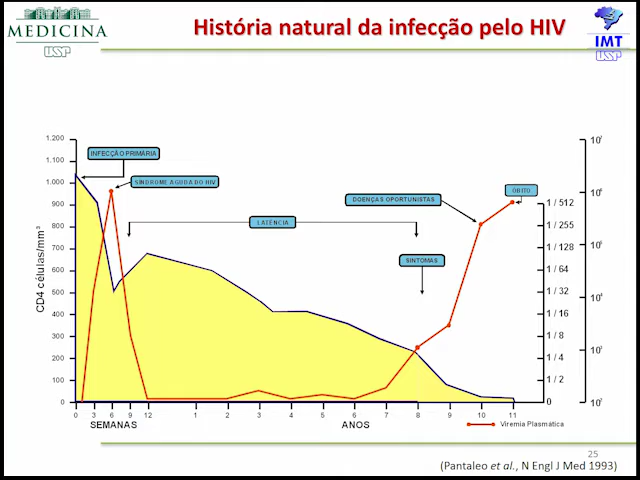 MEDICINA
USP
História natural da infecção pelo HIV
IMT
USP
1.200
1.100
1.000
900
800
700
600
500
400
300
200
100
0
CD4 células/mm³
INFECÇÃO PRIMÁRIA
SÍNDROME AGUDA DO HIV
LATÊNCIA
DOENÇAS OPORTUNISTAS
SINTOMAS
ÓBITO
1 / 512
1 / 255
1 / 128
1 / 64
1 / 32
1 / 16
1 / 8
1 / 4
1 / 2
0
10⁷
10⁶
10⁵
10⁴
10³
10²
0 3 6 9 12 1 2 3 4 5 6 7 8 9 10 11
SEMANAS ANOS
Viremia Plasmática
25
(Pantaleo et al., N Engl J Med 1993)